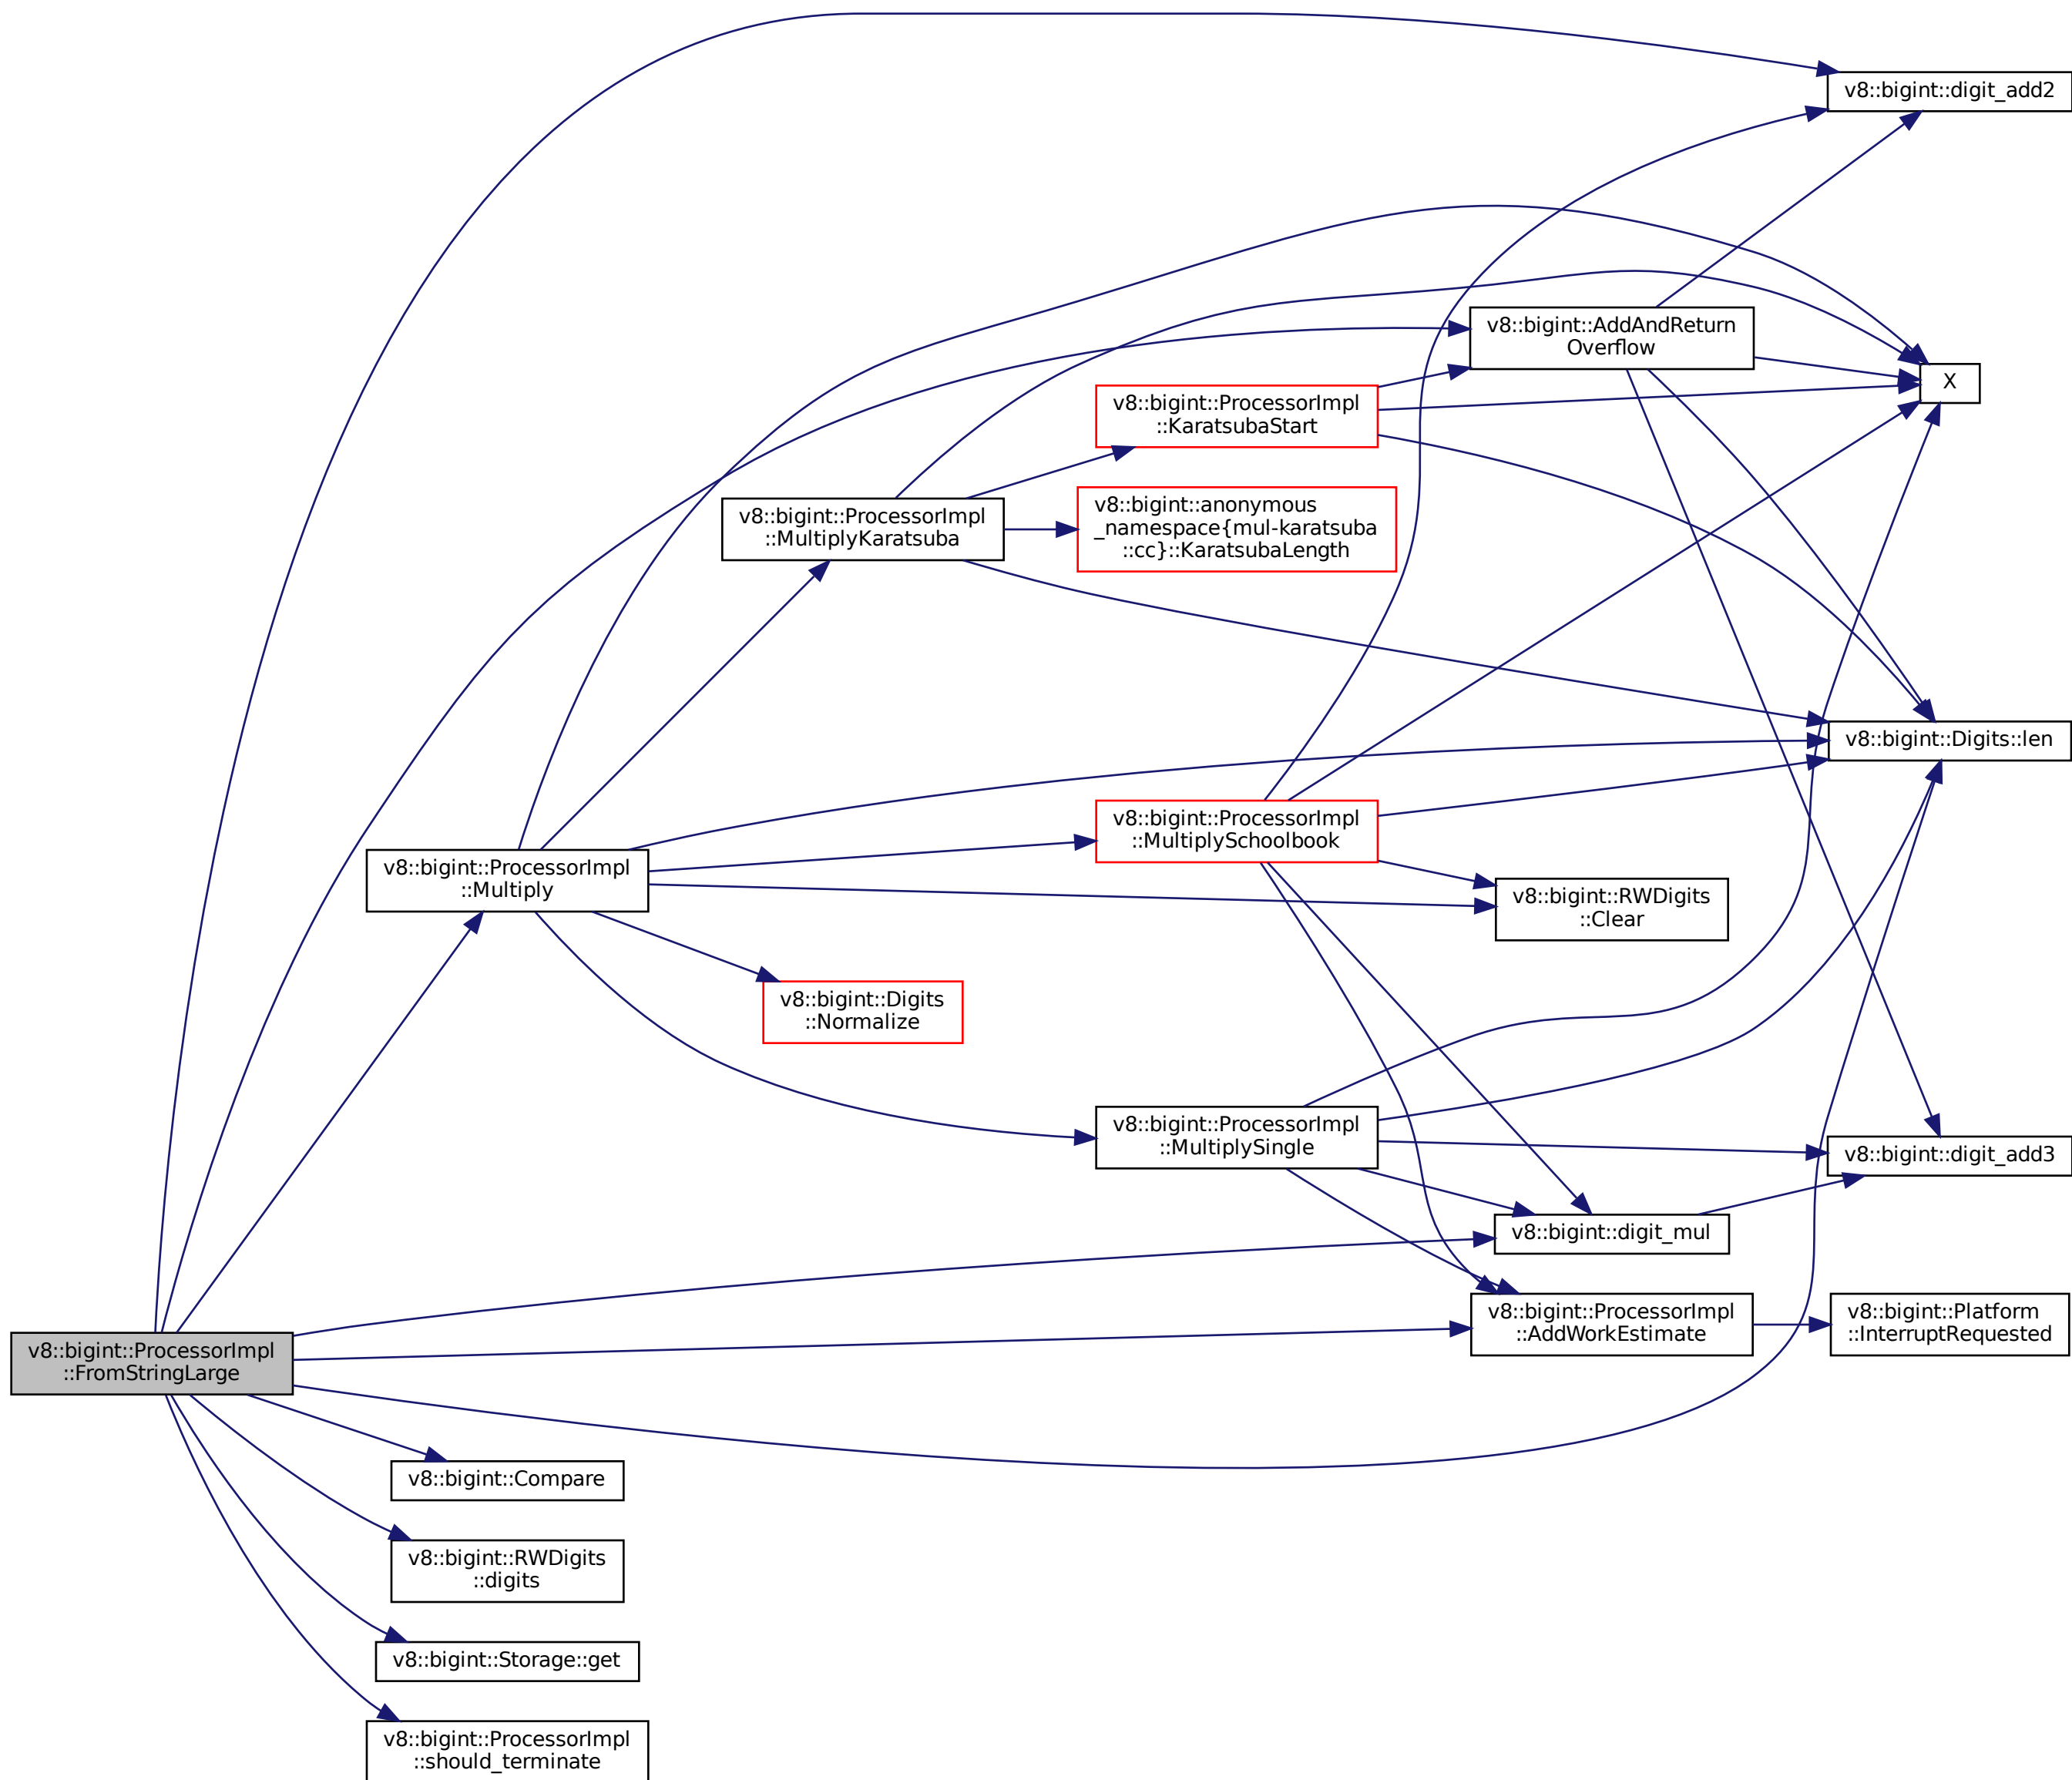 v8::bigint::digit_add2
v8::bigint::AddAndReturn
Overflow
X
v8::bigint::ProcessorImpl
::KaratsubaStart
v8::bigint::anonymous
_namespace{mul-karatsuba
::cc}::KaratsubaLength
v8::bigint::ProcessorImpl
::MultiplyKaratsuba
v8::bigint::Digits::len
v8::bigint::ProcessorImpl
::MultiplySchoolbook
v8::bigint::ProcessorImpl
::Multiply
v8::bigint::RWDigits
::Clear
v8::bigint::Digits
::Normalize
v8::bigint::ProcessorImpl
::MultiplySingle
v8::bigint::digit_add3
v8::bigint::digit_mul
v8::bigint::ProcessorImpl
::AddWorkEstimate
v8::bigint::Platform
::InterruptRequested
v8::bigint::ProcessorImpl
::FromStringLarge
v8::bigint::Compare
v8::bigint::RWDigits
::digits
v8::bigint::Storage::get
v8::bigint::ProcessorImpl
::should_terminate